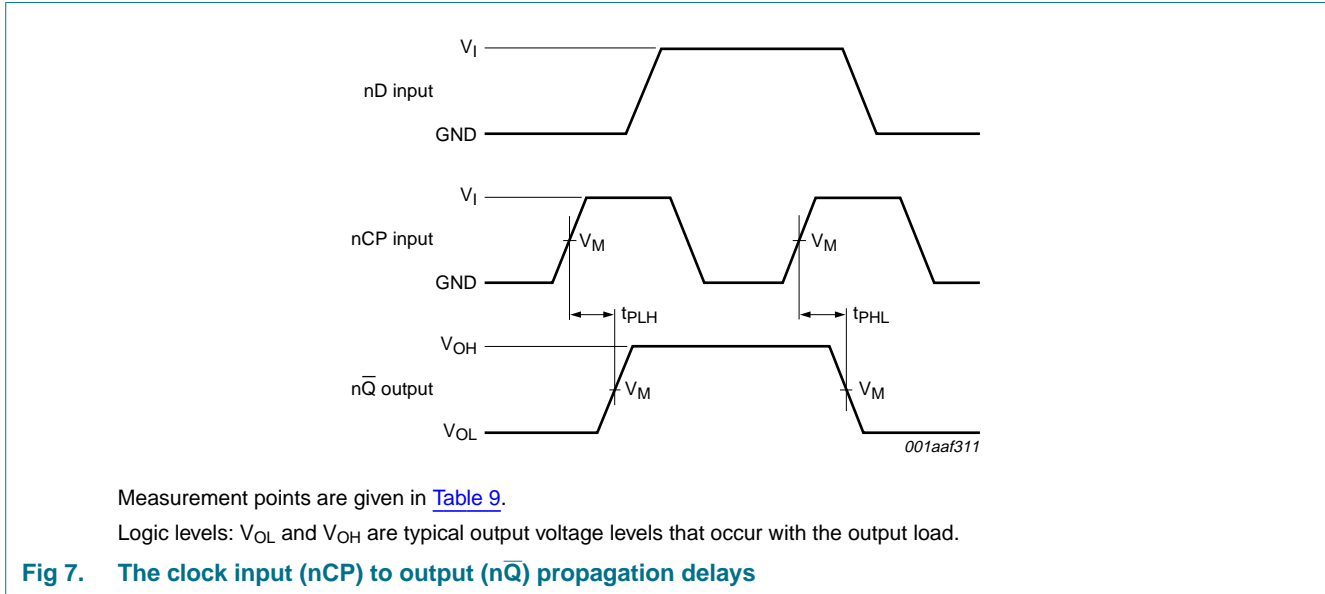 V_I
nD input
GND
V_I
nCP input
V_M
V_M
GND
t_PLH
t_PHL
V_OH
nQ̅ output
V_M
V_M
V_OL
001aaf311
Measurement points are given in Table 9.
Logic levels: V_OL and V_OH are typical output voltage levels that occur with the output load.
Fig 7. The clock input (nCP) to output (nQ̅) propagation delays